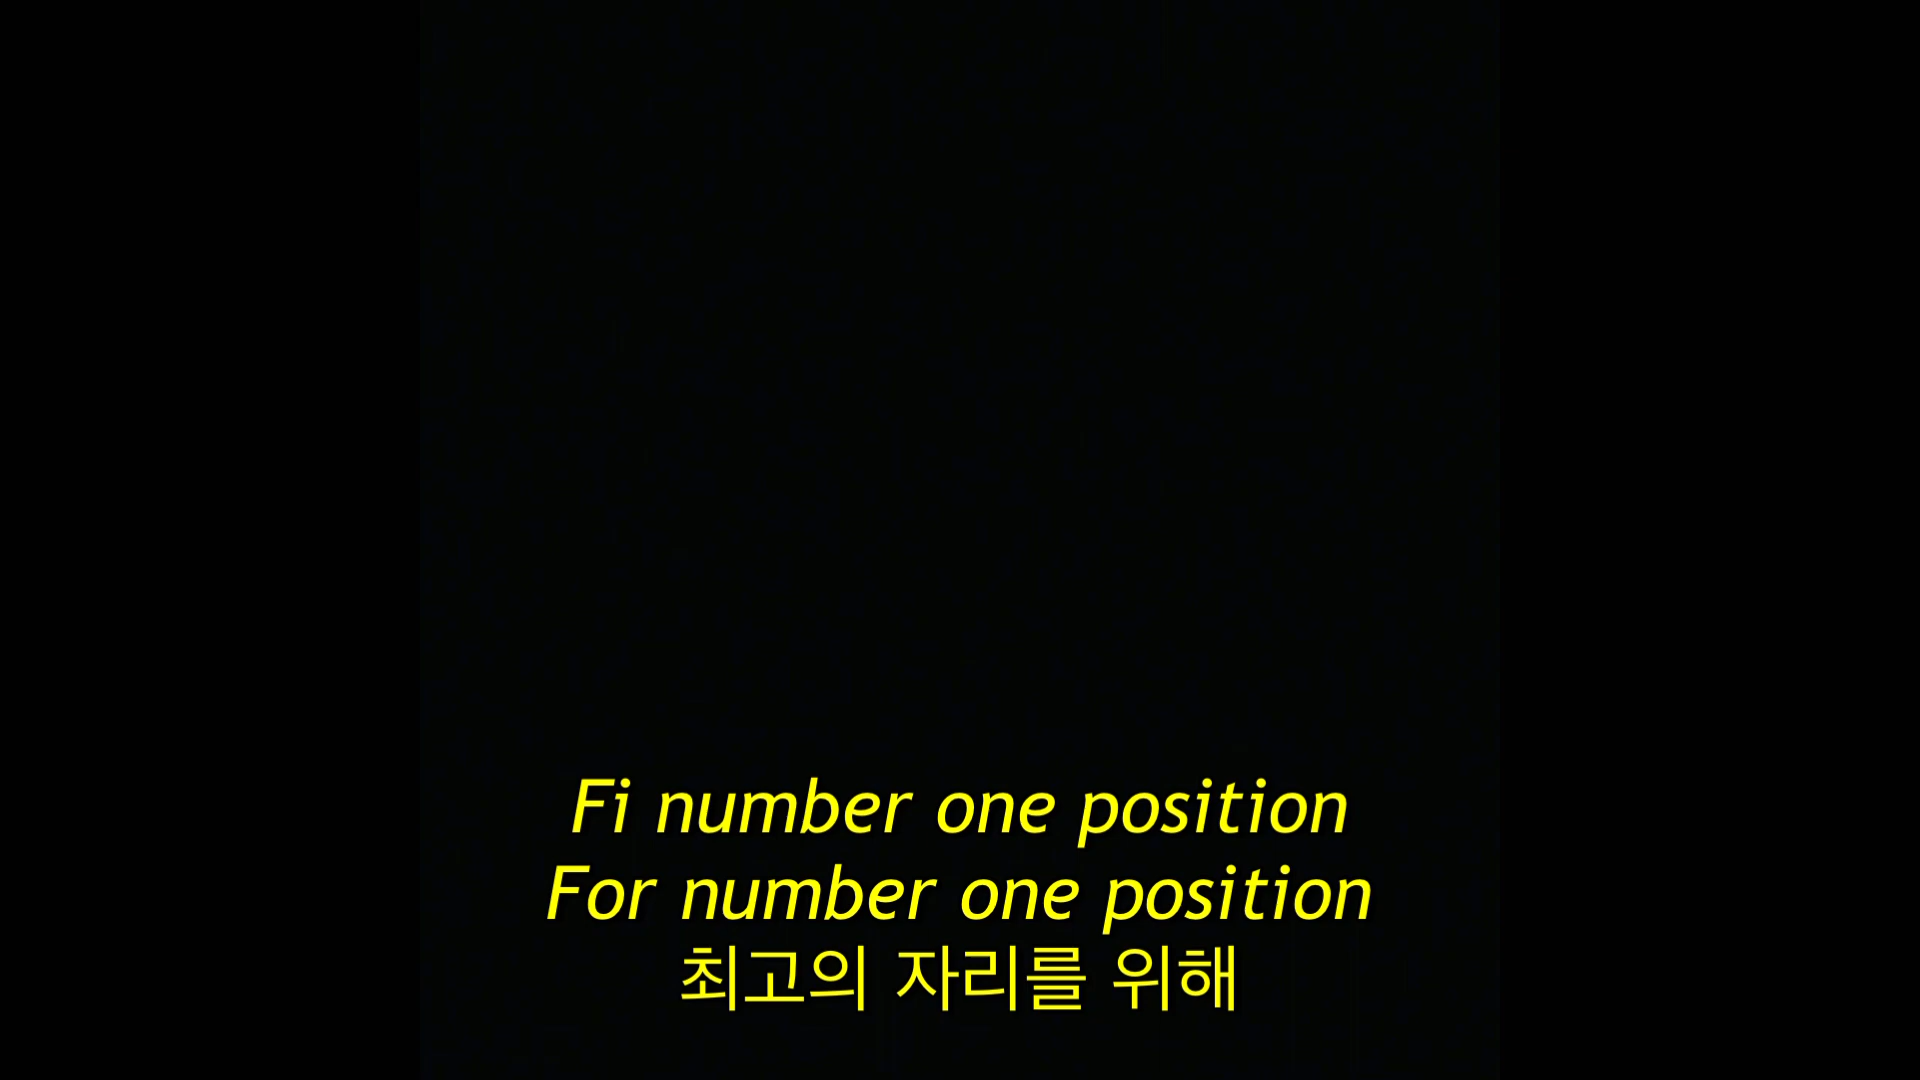 Fi number one position
For number one position
최고의 자리를 위해